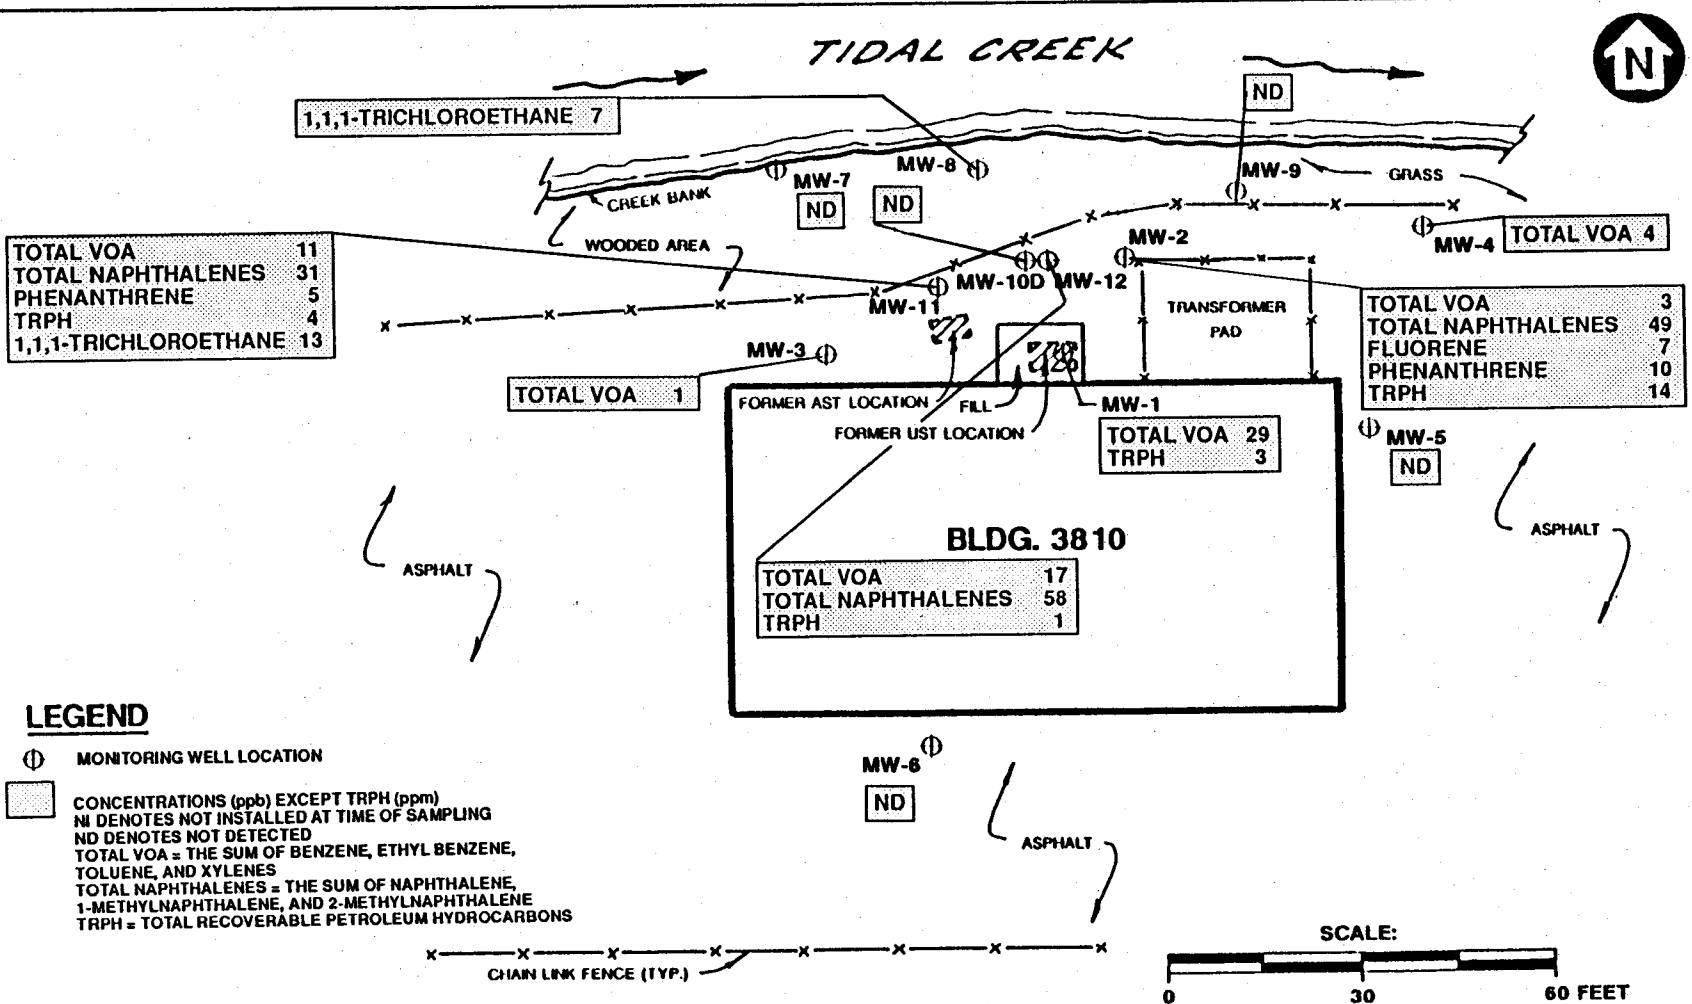 TIDAL CREEK
N
1,1,1-TRICHLOROETHANE 7
ND
MW-8
MW-9
GRASS
MW-7
ND
ND
CREEK BANK
WOODED AREA
MW-2
MW-4
TOTAL VOA 4
TOTAL VOA 11
TOTAL NAPHTHALENES 31
PHENANTHRENE 5
TRPH 4
1,1,1-TRICHLOROETHANE 13
MW-10D
MW-12
MW-11
TRANSFORMER
PAD
TOTAL VOA 3
TOTAL NAPHTHALENES 49
FLUORENE 7
PHENANTHRENE 10
TRPH 14
MW-3
TOTAL VOA 1
FORMER AST LOCATION
FILL
MW-1
FORMER UST LOCATION
TOTAL VOA 29
TRPH 3
MW-5
ND
ASPHALT
ASPHALT
BLDG. 3810
TOTAL VOA 17
TOTAL NAPHTHALENES 58
TRPH 1
LEGEND
MONITORING WELL LOCATION
CONCENTRATIONS (ppb) EXCEPT TRPH (ppm)
NI DENOTES NOT INSTALLED AT TIME OF SAMPLING
ND DENOTES NOT DETECTED
TOTAL VOA = THE SUM OF BENZENE, ETHYL BENZENE,
TOLUENE, AND XYLENES
TOTAL NAPHTHALENES = THE SUM OF NAPHTHALENE,
1-METHYLNAPHTHALENE, AND 2-METHYLNAPHTHALENE
TRPH = TOTAL RECOVERABLE PETROLEUM HYDROCARBONS
MW-6
ND
ASPHALT
CHAIN LINK FENCE (TYP.)
SCALE:
0 30 60 FEET